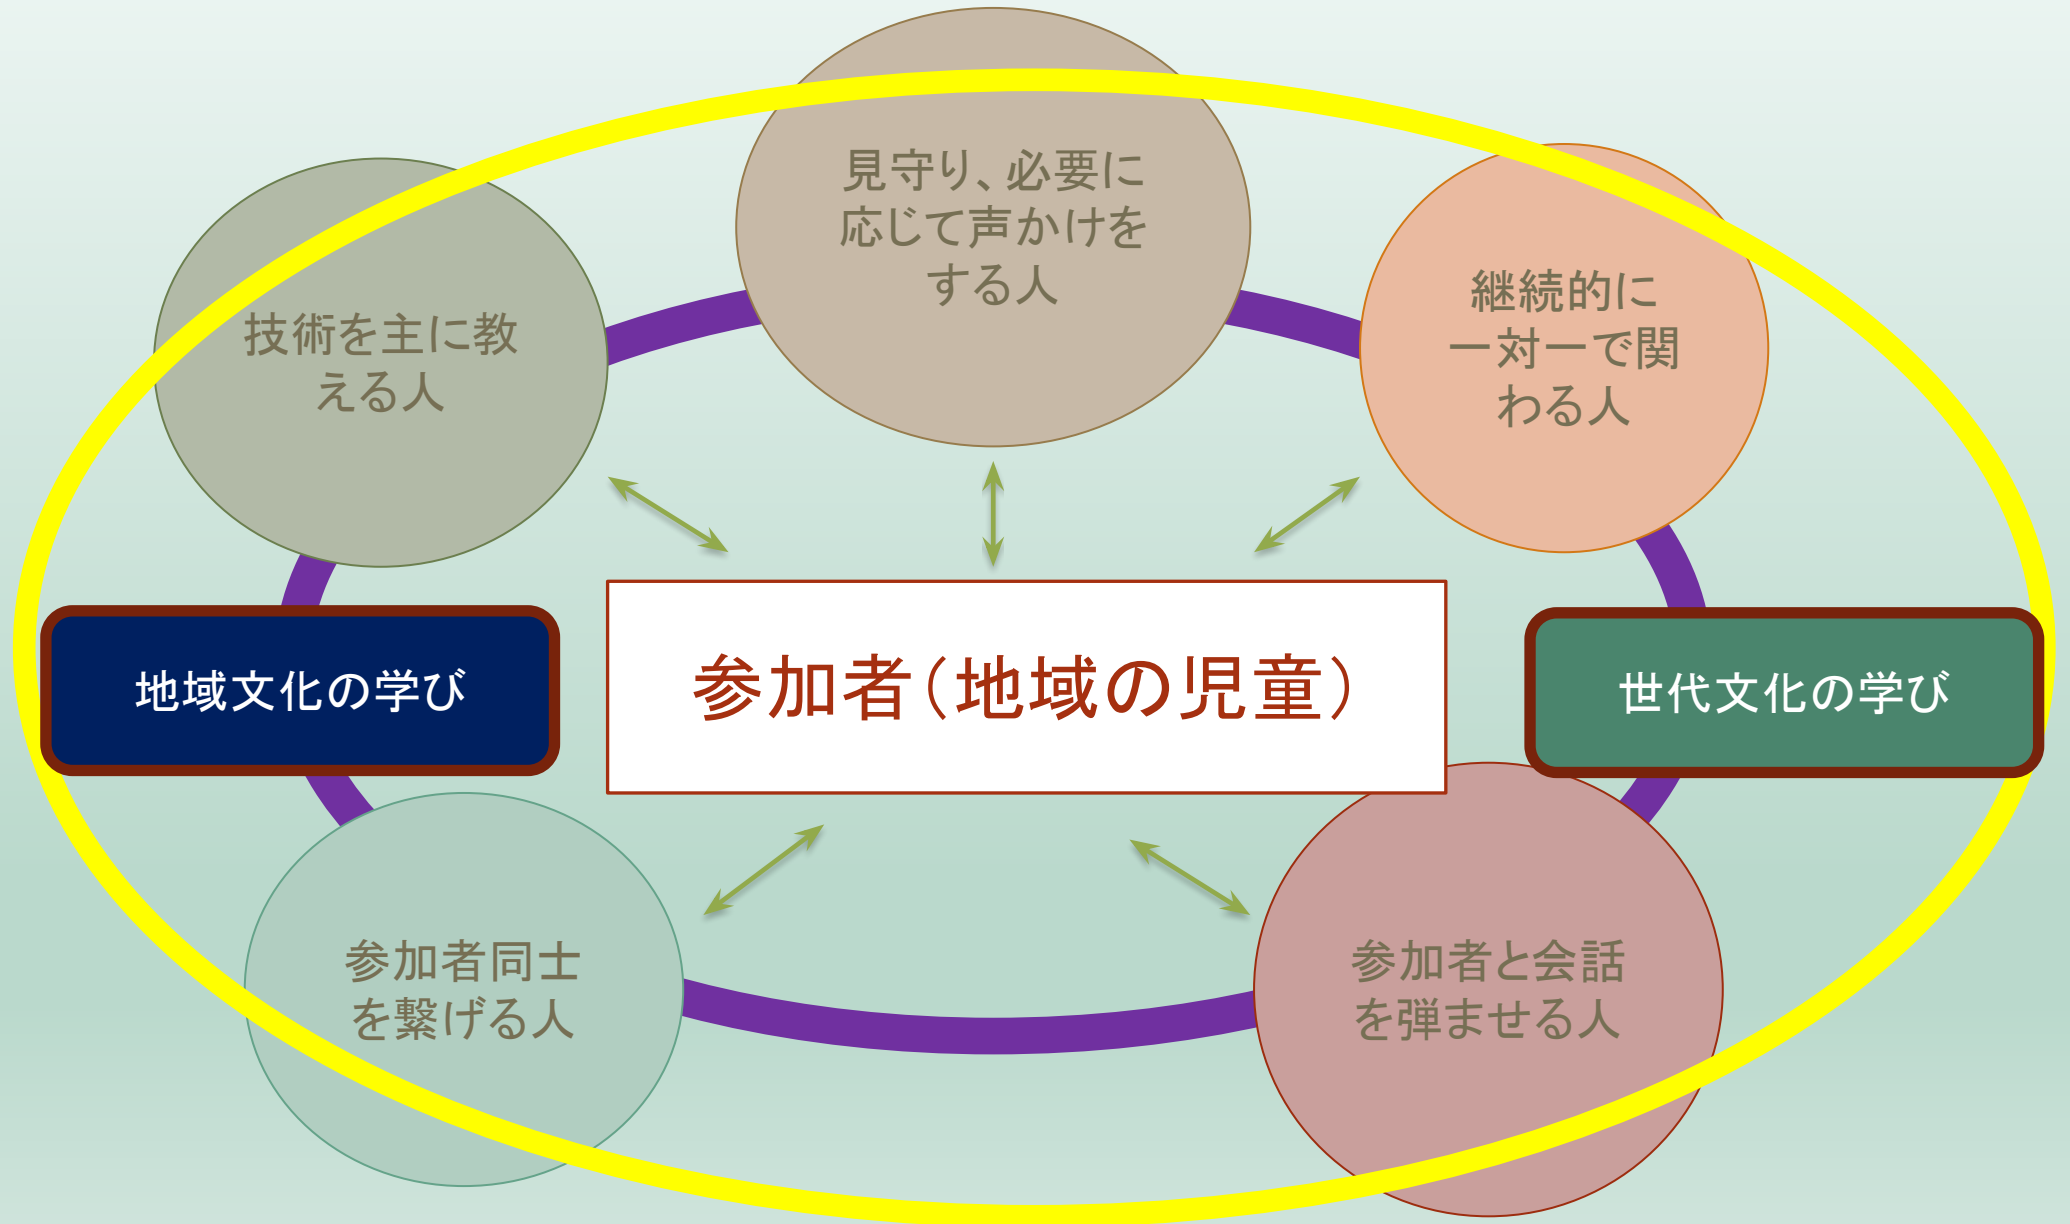 見守り、必要に
応じて声かけを
する人
技術を主に教
える人
継続的に
一対一で関
わる人
地域文化の学び
参加者（地域の児童）
世代文化の学び
参加者同士
を繋げる人
参加者と会話
を弾ませる人